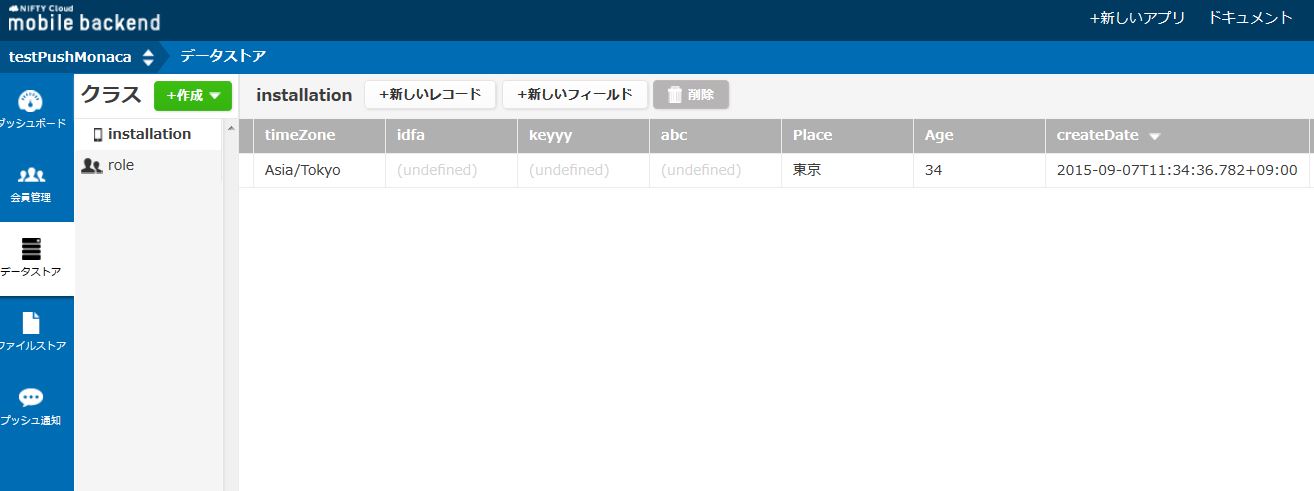 NIFTY Cloud
mobile backend
+新しいアプリ ドキュメント
testPushMonaca データストア
クラス +作成 installation +新しいレコード +新しいフィールド 削除
installation
role
timeZone idfa keyyy abc Place Age createDate
Asia/Tokyo (undefined) (undefined) (undefined) 東京 34 2015-09-07T11:34:36.782+09:00
ダッシュボード
会員管理
データストア
ファイルストア
プッシュ通知